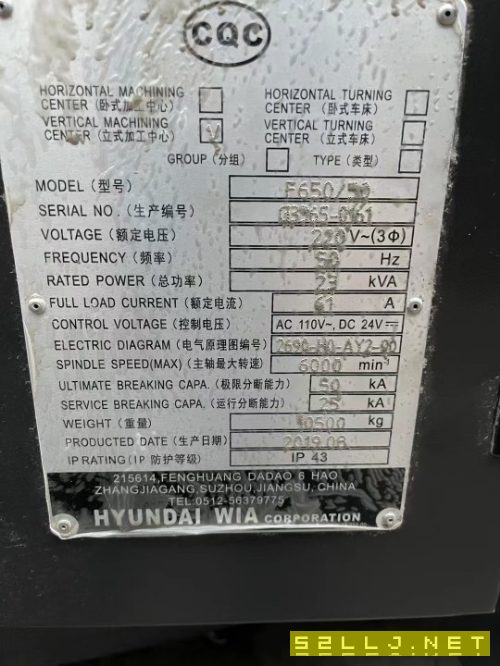 CQC
HORIZONTAL MACHINING CENTER (卧式加工中心)
HORIZONTAL TURNING CENTER (卧式车床)
VERTICAL MACHINING CENTER (立式加工中心) V
VERTICAL TURNING CENTER (立式车床)
GROUP (分组) TYPE (类型)
MODEL (型号) F650/50
SERIAL NO. (生产编号)
VOLTAGE (额定电压) 220 V~(3Φ)
FREQUENCY (频率) 50 Hz
RATED POWER (总功率) 23 kVA
FULL LOAD CURRENT (额定电流) 61 A
CONTROL VOLTAGE (控制电压) AC 110V~, DC 24V⎓
ELECTRIC DIAGRAM (电气原理图编号) 2690-H0-AY2-00
SPINDLE SPEED(MAX) (主轴最大转速) 6000 min⁻¹
ULTIMATE BREAKING CAPA. (极限分断能力) 50 kA
SERVICE BREAKING CAPA. (运行分断能力) 25 kA
WEIGHT (重量) 10500 kg
PRODUCTED DATE (生产日期) 2019.08
IP RATING (IP 防护等级) IP 43
215614,FENGHUANG DADAO 6 HAO
ZHANGJIAGANG,SUZHOU,JIANGSU, CHINA
TEL:0512-56379775
HYUNDAI WIA CORPORATION
52LLJ.NET